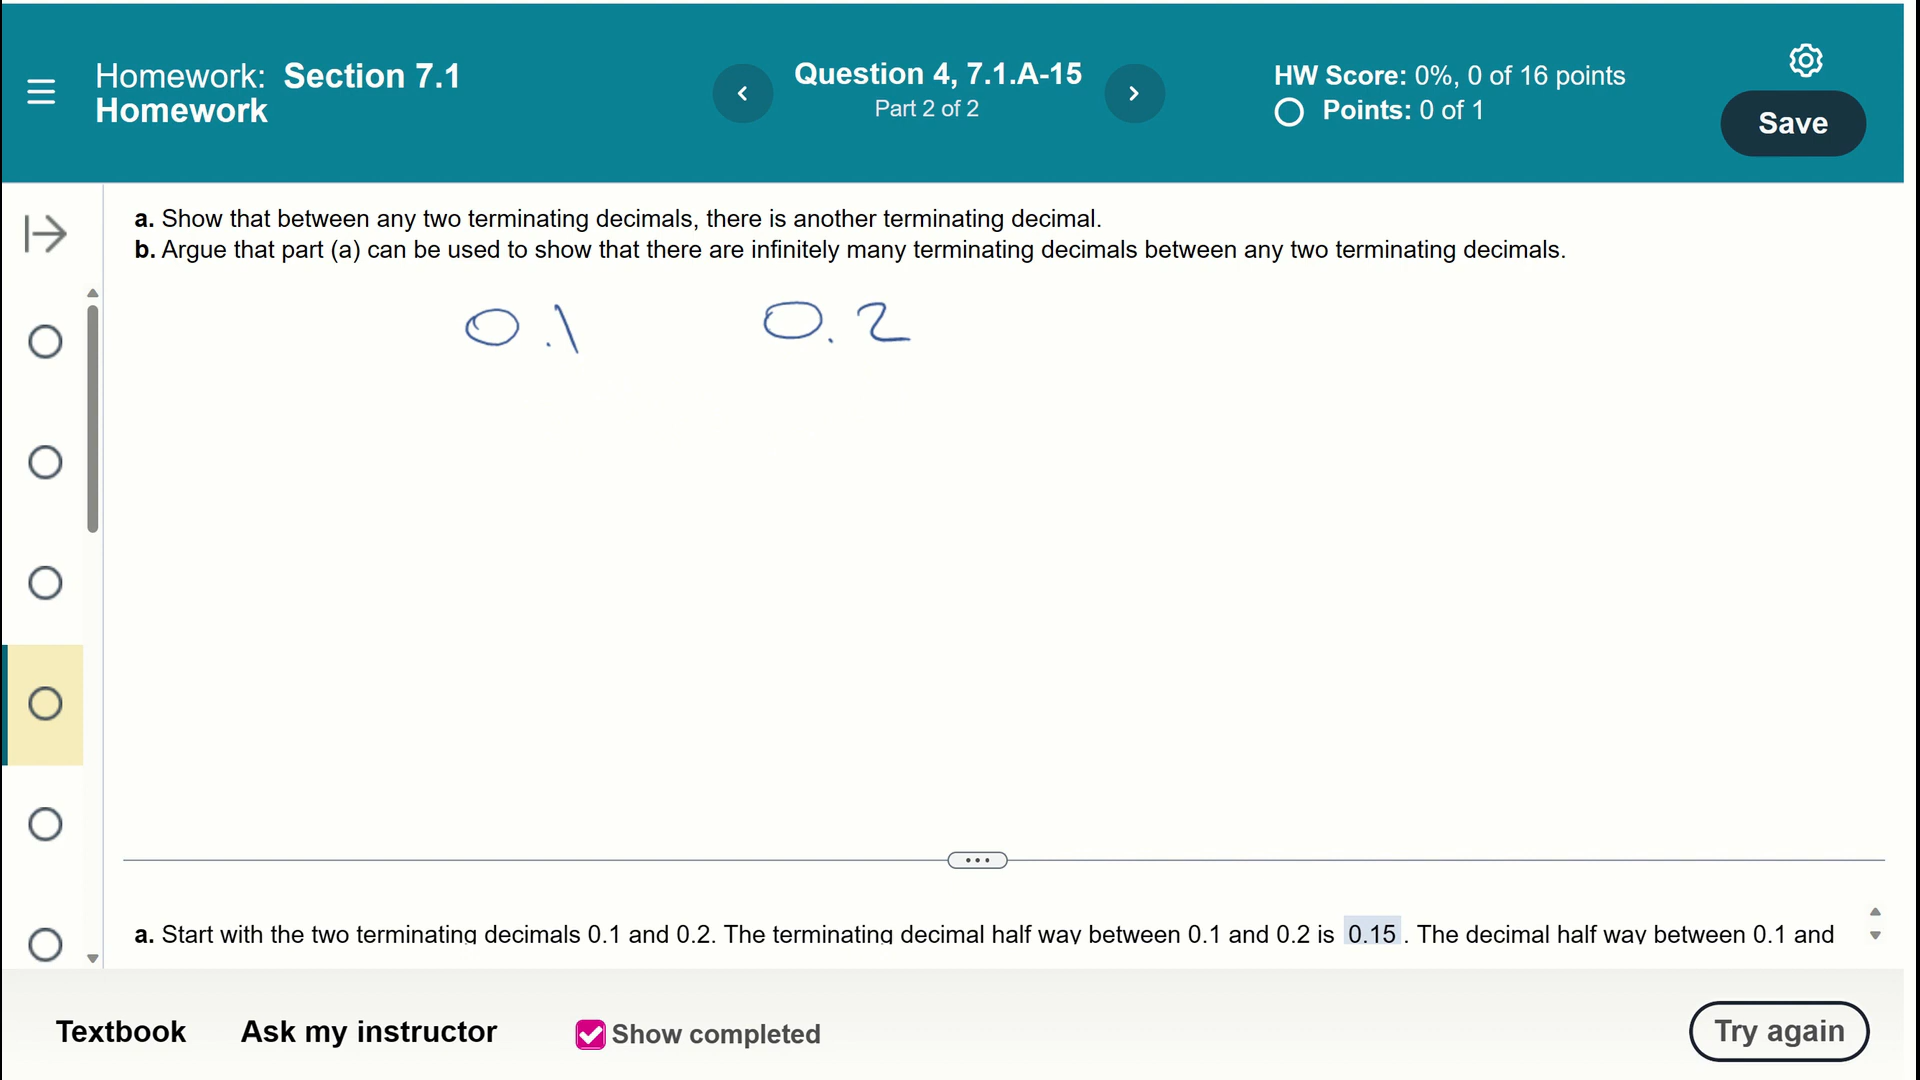 Homework: Section 7.1
Homework
Question 4, 7.1.A-15
Part 2 of 2
HW Score: 0%, 0 of 16 points
Points: 0 of 1
Save
a. Show that between any two terminating decimals, there is another terminating decimal.
b. Argue that part (a) can be used to show that there are infinitely many terminating decimals between any two terminating decimals.
0.1 0.2
a. Start with the two terminating decimals 0.1 and 0.2. The terminating decimal half way between 0.1 and 0.2 is 0.15. The decimal half way between 0.1 and
Textbook
Ask my instructor
Show completed
Try again